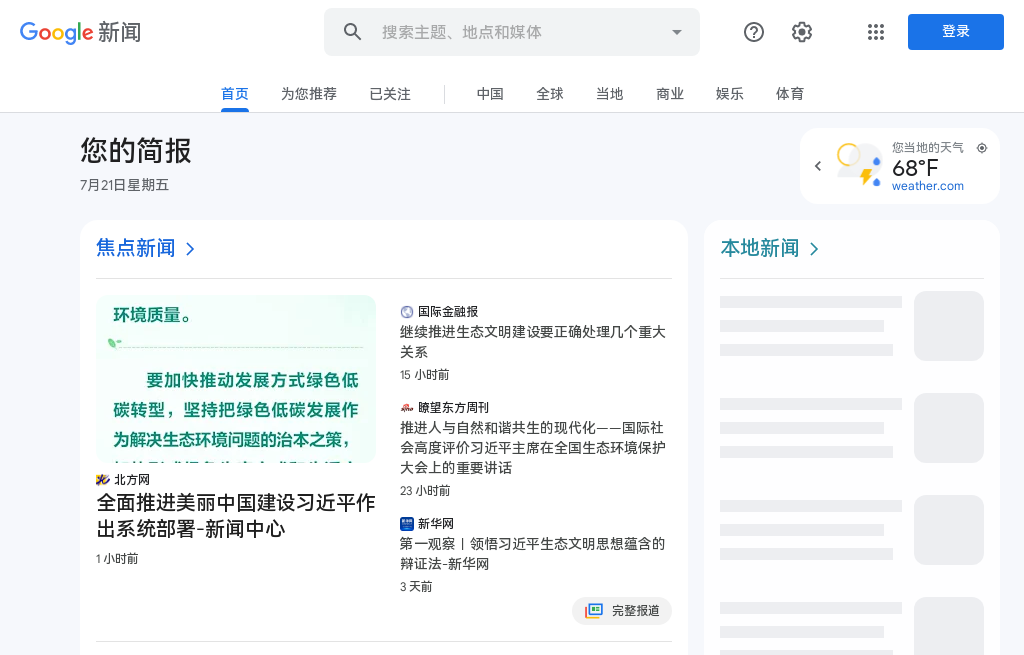 Google 新闻
搜索主题、地点和媒体
登录
首页
为您推荐
已关注
中国
全球
当地
商业
娱乐
体育
您的简报
7月21日星期五
您当地的天气
68°F
weather.com
焦点新闻
环境质量。
要加快推动发展方式绿色低
碳转型，坚持把绿色低碳发展作
为解决生态环境问题的治本之策，
北方网
全面推进美丽中国建设习近平作
出系统部署-新闻中心
1 小时前
国际金融报
继续推进生态文明建设要正确处理几个重大
关系
15 小时前
瞭望东方周刊
推进人与自然和谐共生的现代化——国际社
会高度评价习近平主席在全国生态环境保护
大会上的重要讲话
23 小时前
新华网
第一观察丨领悟习近平生态文明思想蕴含的
辩证法-新华网
3 天前
完整报道
本地新闻